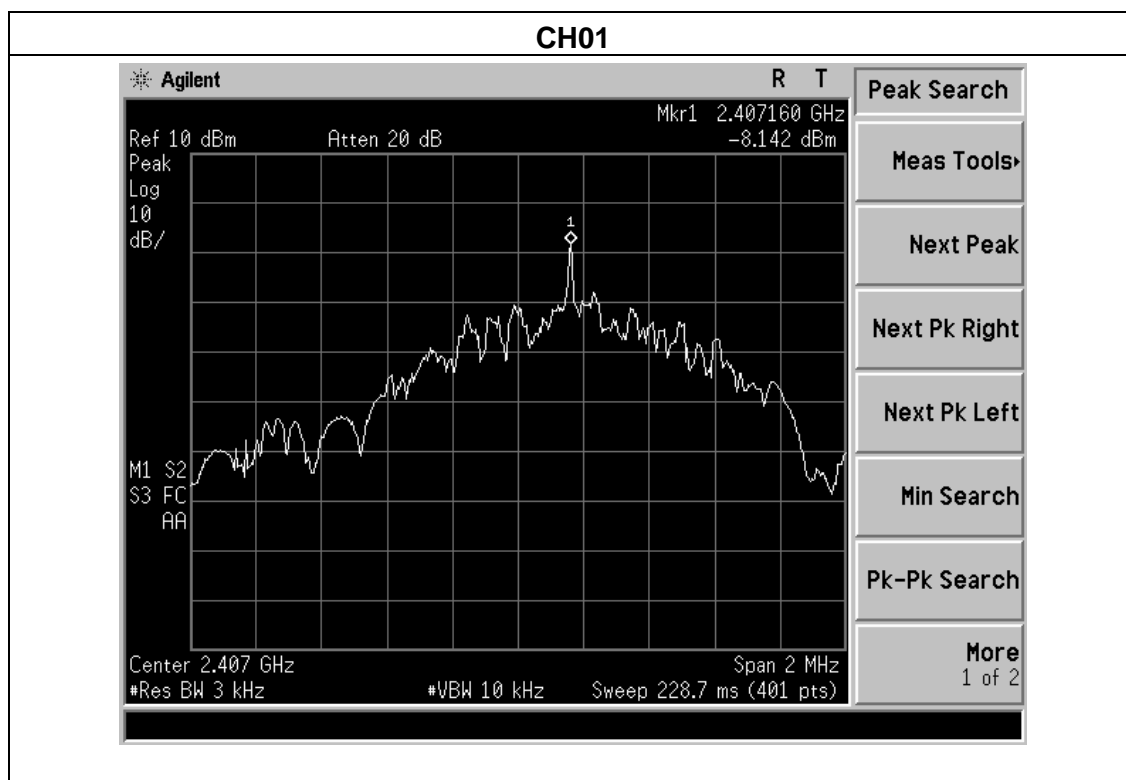 CH01
Agilent R T
Mkr1 2.407160 GHz
Ref 10 dBm Atten 20 dB -8.142 dBm
Peak
Log
10
dB/
1
M1 S2
S3 FC
AA
Center 2.407 GHz Span 2 MHz
#Res BW 3 kHz #VBW 10 kHz Sweep 228.7 ms (401 pts)
Peak Search
Meas Tools
Next Peak
Next Pk Right
Next Pk Left
Min Search
Pk-Pk Search
More
1 of 2